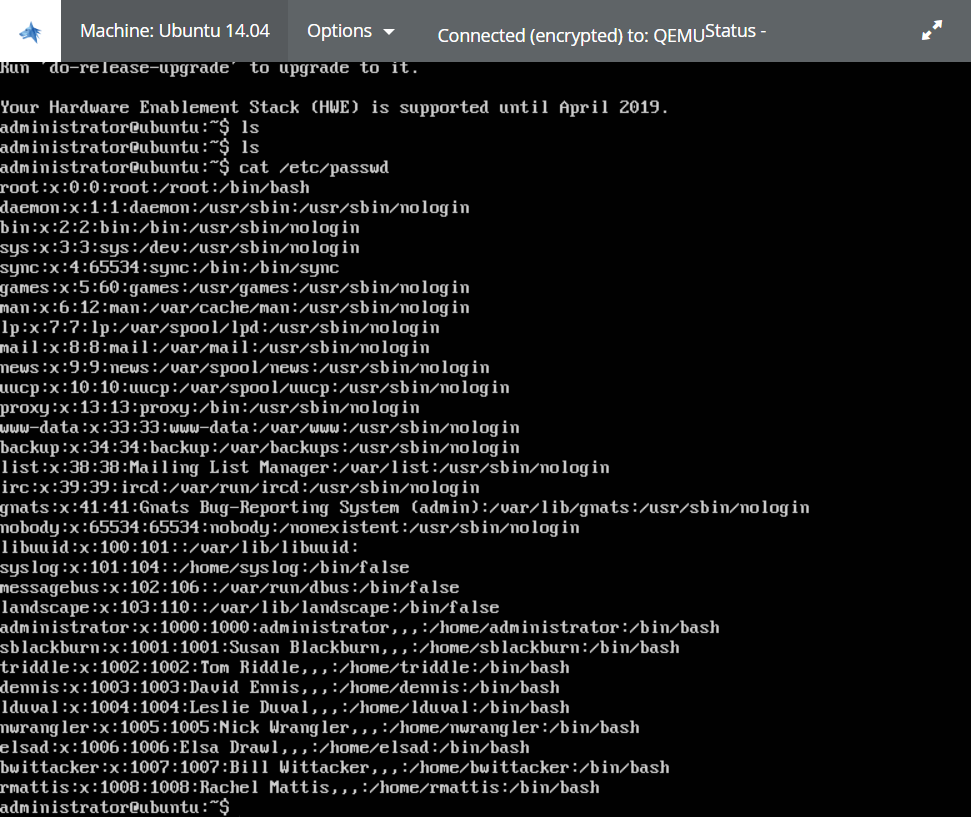 Machine: Ubuntu 14.04 Options Connected (encrypted) to: QEMU Status -
Run 'do-release-upgrade' to upgrade to it.
Your Hardware Enablement Stack (HWE) is supported until April 2019.
administrator@ubuntu:~$ ls
administrator@ubuntu:~$ ls
administrator@ubuntu:~$ cat /etc/passwd
root:x:0:0:root:/root:/bin/bash
daemon:x:1:1:daemon:/usr/sbin:/usr/sbin/nologin
bin:x:2:2:bin:/bin:/usr/sbin/nologin
sys:x:3:3:sys:/dev:/usr/sbin/nologin
sync:x:4:65534:sync:/bin:/bin/sync
games:x:5:60:games:/usr/games:/usr/sbin/nologin
man:x:6:12:man:/var/cache/man:/usr/sbin/nologin
lp:x:7:7:lp:/var/spool/lpd:/usr/sbin/nologin
mail:x:8:8:mail:/var/mail:/usr/sbin/nologin
news:x:9:9:news:/var/spool/news:/usr/sbin/nologin
uucp:x:10:10:uucp:/var/spool/uucp:/usr/sbin/nologin
proxy:x:13:13:proxy:/bin:/usr/sbin/nologin
www-data:x:33:33:www-data:/var/www:/usr/sbin/nologin
backup:x:34:34:backup:/var/backups:/usr/sbin/nologin
list:x:38:38:Mailing List Manager:/var/list:/usr/sbin/nologin
irc:x:39:39:ircd:/var/run/ircd:/usr/sbin/nologin
gnats:x:41:41:Gnats Bug-Reporting System (admin):/var/lib/gnats:/usr/sbin/nologin
nobody:x:65534:65534:nobody:/nonexistent:/usr/sbin/nologin
libuuid:x:100:101::/var/lib/libuuid:
syslog:x:101:104::/home/syslog:/bin/false
messagebus:x:102:106::/var/run/dbus:/bin/false
landscape:x:103:110::/var/lib/landscape:/bin/false
administrator:x:1000:1000:administrator,,,:/home/administrator:/bin/bash
sblackburn:x:1001:1001:Susan Blackburn,,,:/home/sblackburn:/bin/bash
triddle:x:1002:1002:Tom Riddle,,,:/home/triddle:/bin/bash
dennis:x:1003:1003:David Ennis,,,:/home/dennis:/bin/bash
lduval:x:1004:1004:Leslie Duval,,,:/home/lduval:/bin/bash
nwrangler:x:1005:1005:Nick Wrangler,,,:/home/nwrangler:/bin/bash
elsad:x:1006:1006:Elsa Drawl,,,:/home/elsad:/bin/bash
bwittacker:x:1007:1007:Bill Wittacker,,,:/home/bwittacker:/bin/bash
rmattis:x:1008:1008:Rachel Mattis,,,:/home/rmattis:/bin/bash
administrator@ubuntu:~$